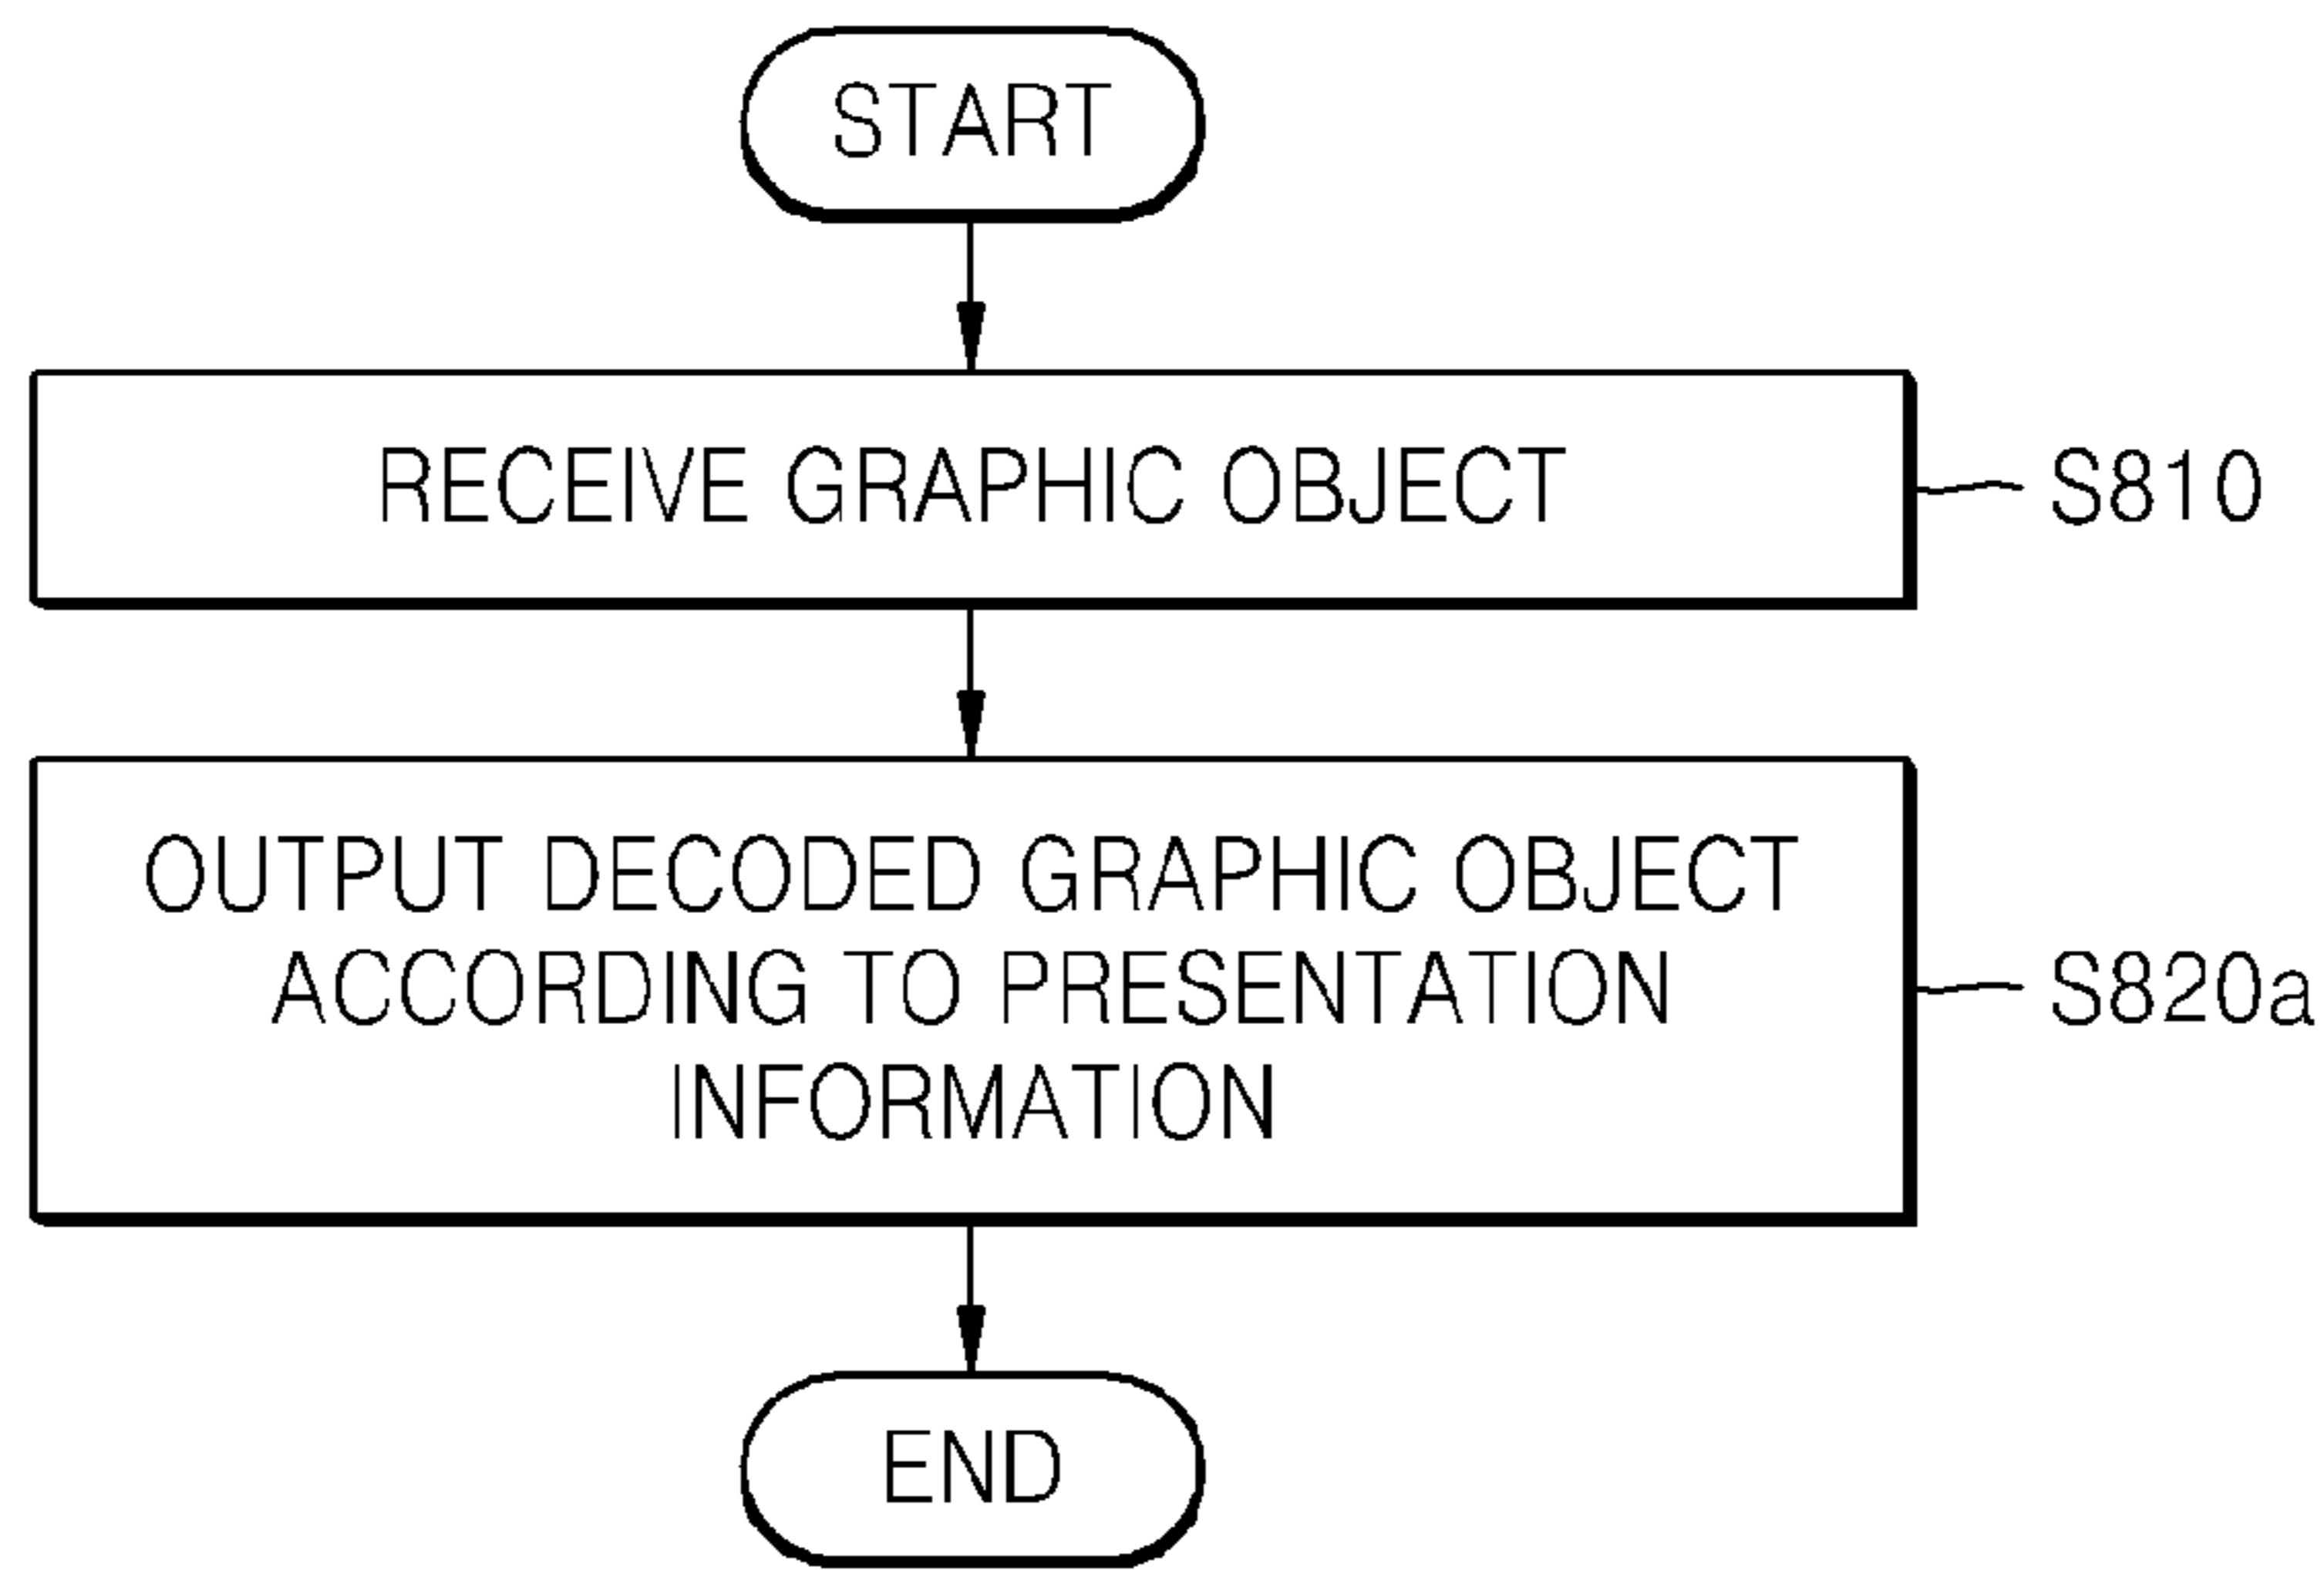 START
RECEIVE GRAPHIC OBJECT
S810
OUTPUT DECODED GRAPHIC OBJECT
ACCORDING TO PRESENTATION
INFORMATION
S820a
END